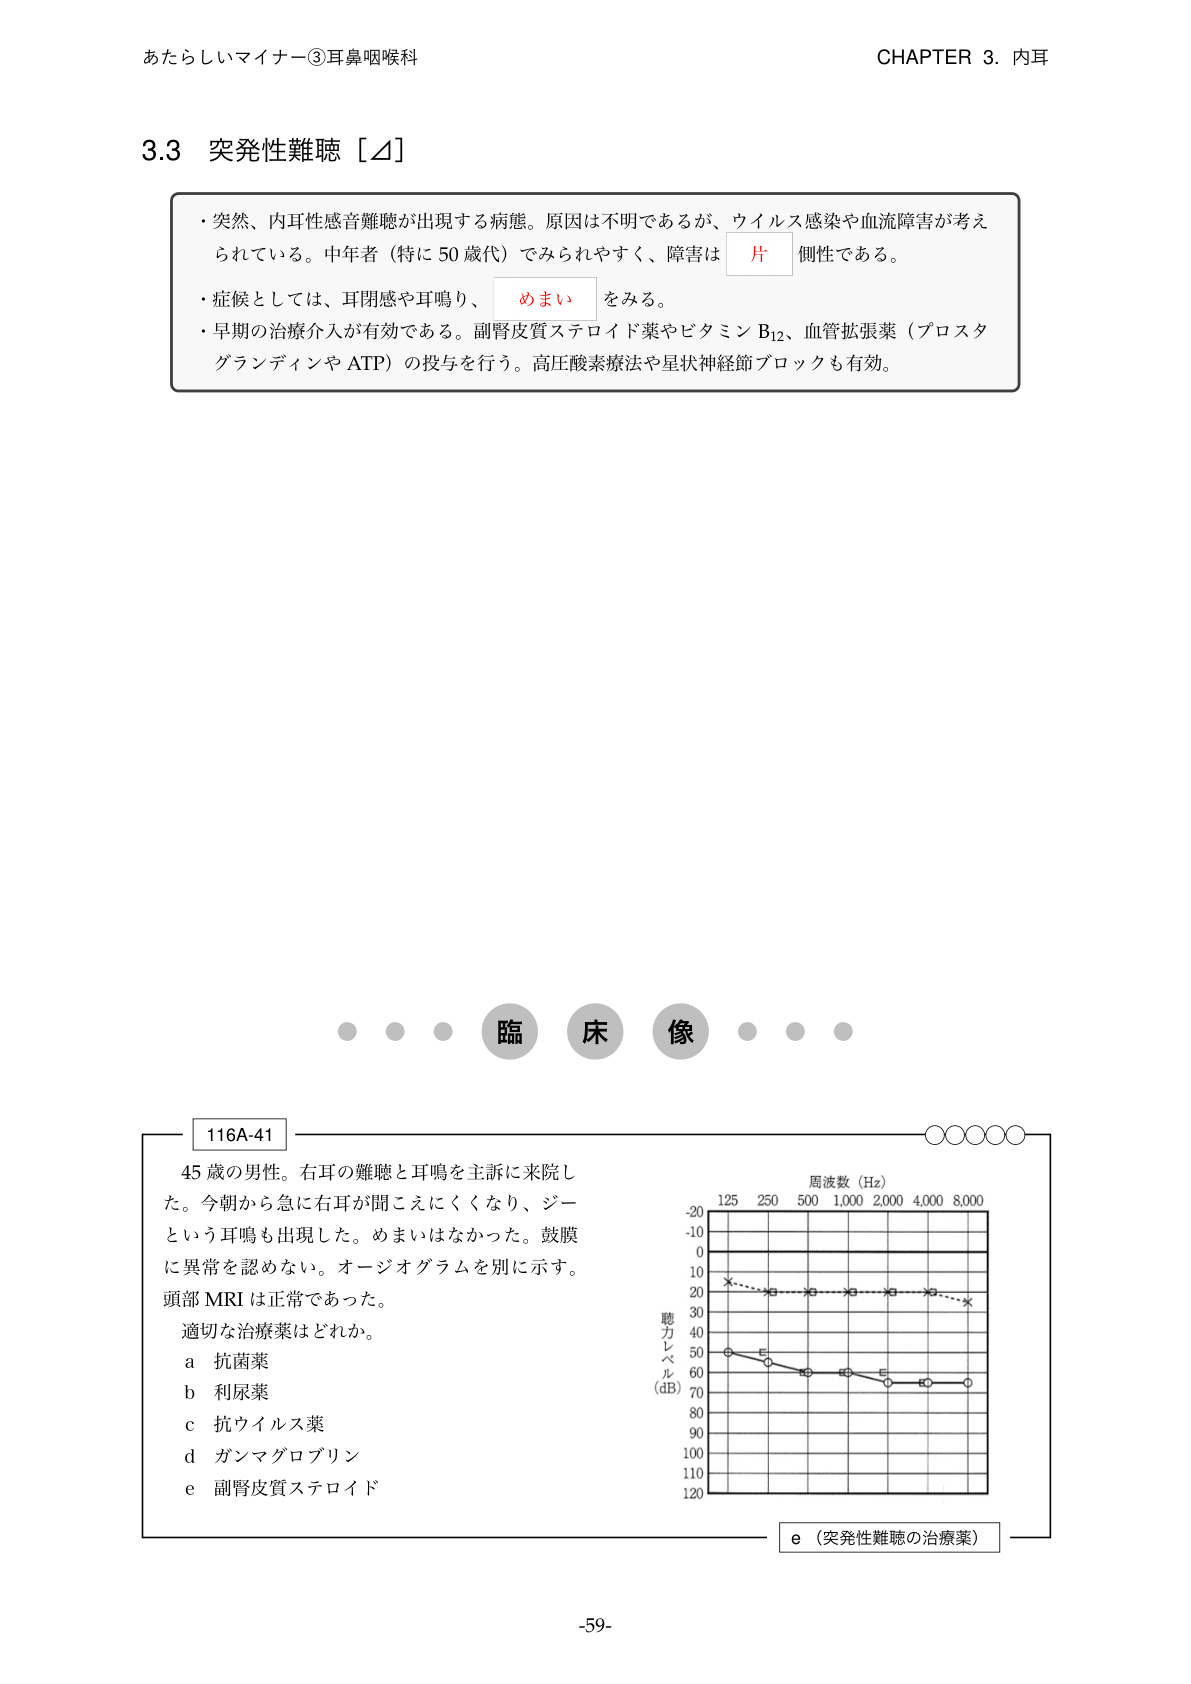 あたらしいマイナー③耳鼻咽喉科
CHAPTER 3. 内耳
3.3 突発性難聴［⊿］
・突然、内耳性感音難聴が出現する病態。原因は不明であるが、ウイルス感染や血流障害が考え
られている。中年者（特に 50 歳代）でみられやすく、障害は 片 側性である。
・症候としては、耳閉感や耳鳴り、 めまい をみる。
・早期の治療介入が有効である。副腎皮質ステロイド薬やビタミン B₁₂、血管拡張薬（プロスタ
グランディンや ATP）の投与を行う。高圧酸素療法や星状神経節ブロックも有効。
臨 床 像
116A-41
45 歳の男性。右耳の難聴と耳鳴を主訴に来院し
た。今朝から急に右耳が聞こえにくくなり、ジー
という耳鳴も出現した。めまいはなかった。鼓膜
に異常を認めない。オージオグラムを別に示す。
頭部 MRI は正常であった。
適切な治療薬はどれか。
a 抗菌薬
b 利尿薬
c 抗ウイルス薬
d ガンマグロブリン
e 副腎皮質ステロイド
周波数（Hz）
125 250 500 1,000 2,000 4,000 8,000
-20
-10
0
10
20
30
40
50
60
70
80
90
100
110
120
聴力レベル（dB）
e （突発性難聴の治療薬）
-59-